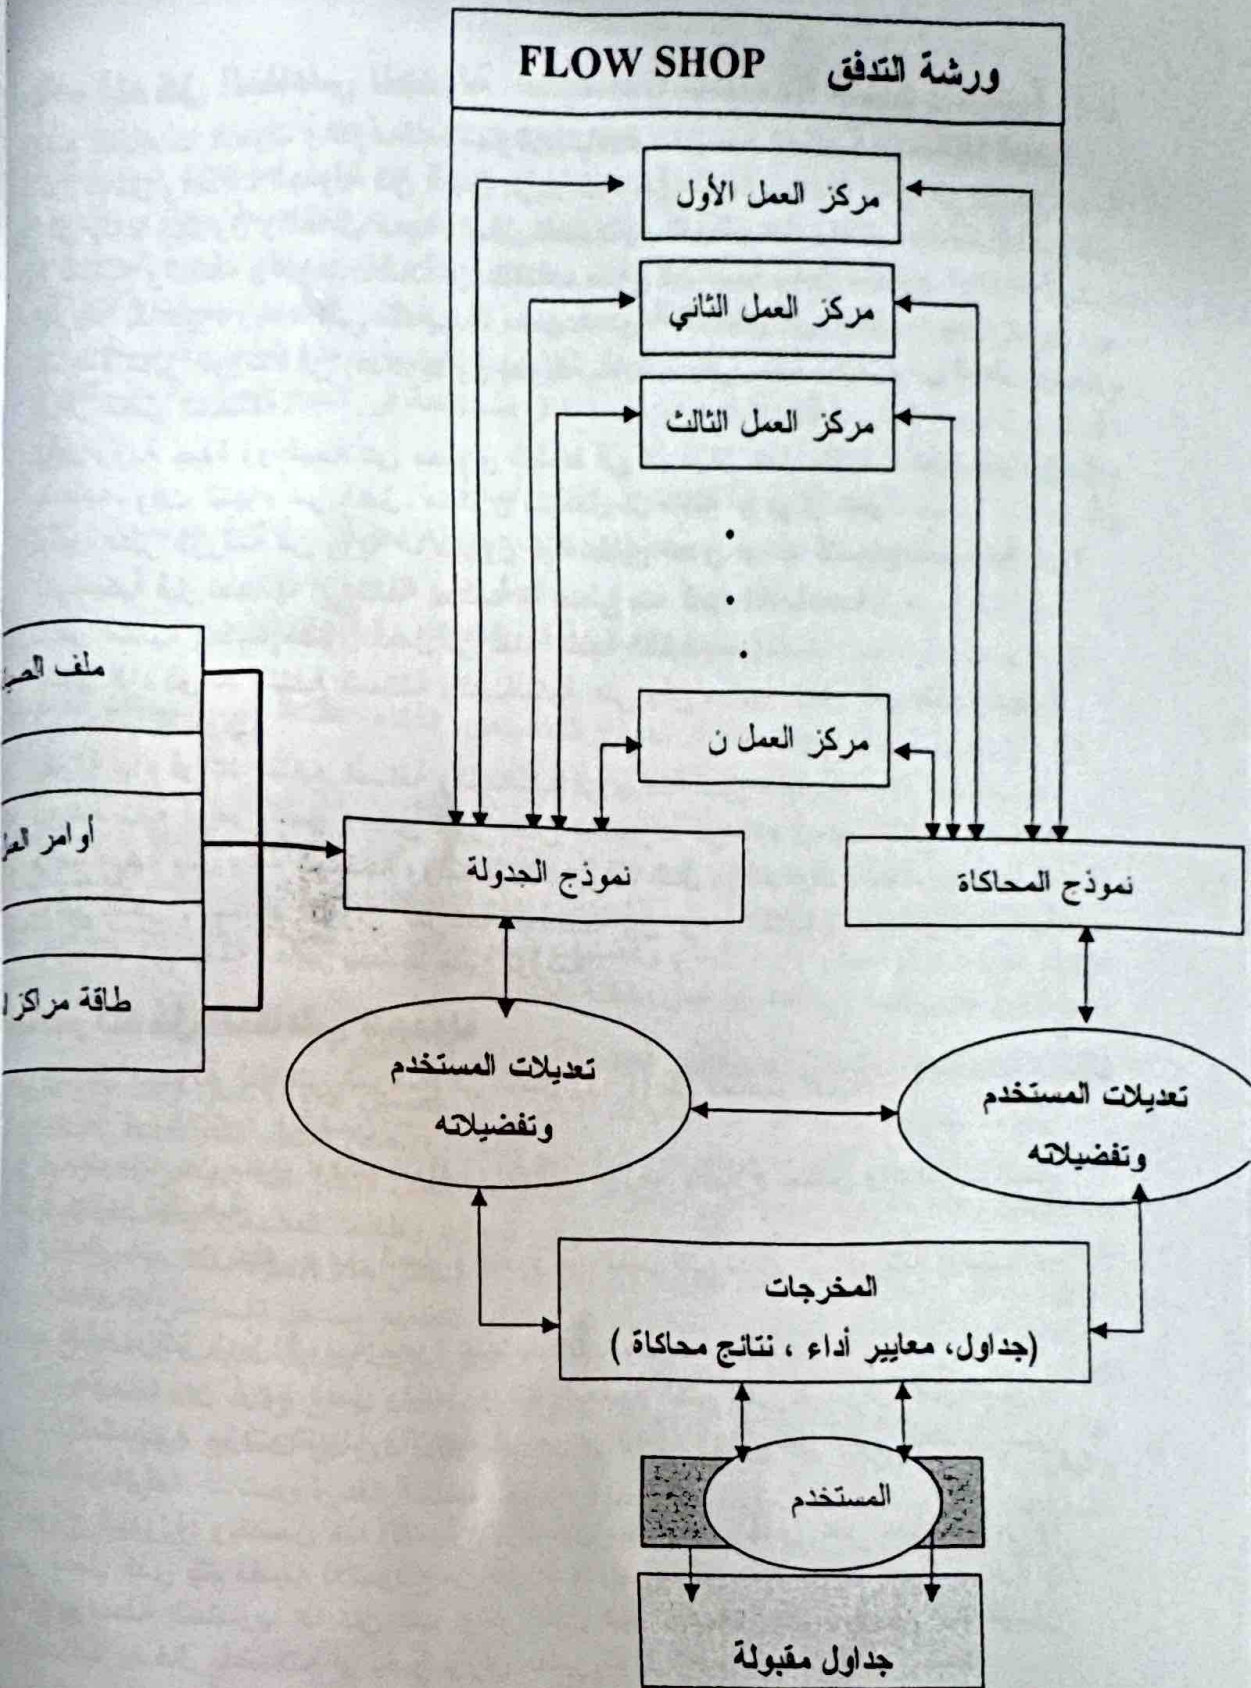 ورشة التدفق FLOW SHOP
مركز العمل الأول
مركز العمل الثاني
مركز العمل الثالث
مركز العمل ن
ملف
أوامر
طاقة مراكز
نموذج الجدولة
نموذج المحاكاة
تعديلات المستخدم
وتفضيلاته
تعديلات المستخدم
وتفضيلاته
المخرجات
(جداول، معايير أداء ، نتائج محاكاة )
المستخدم
جداول مقبولة